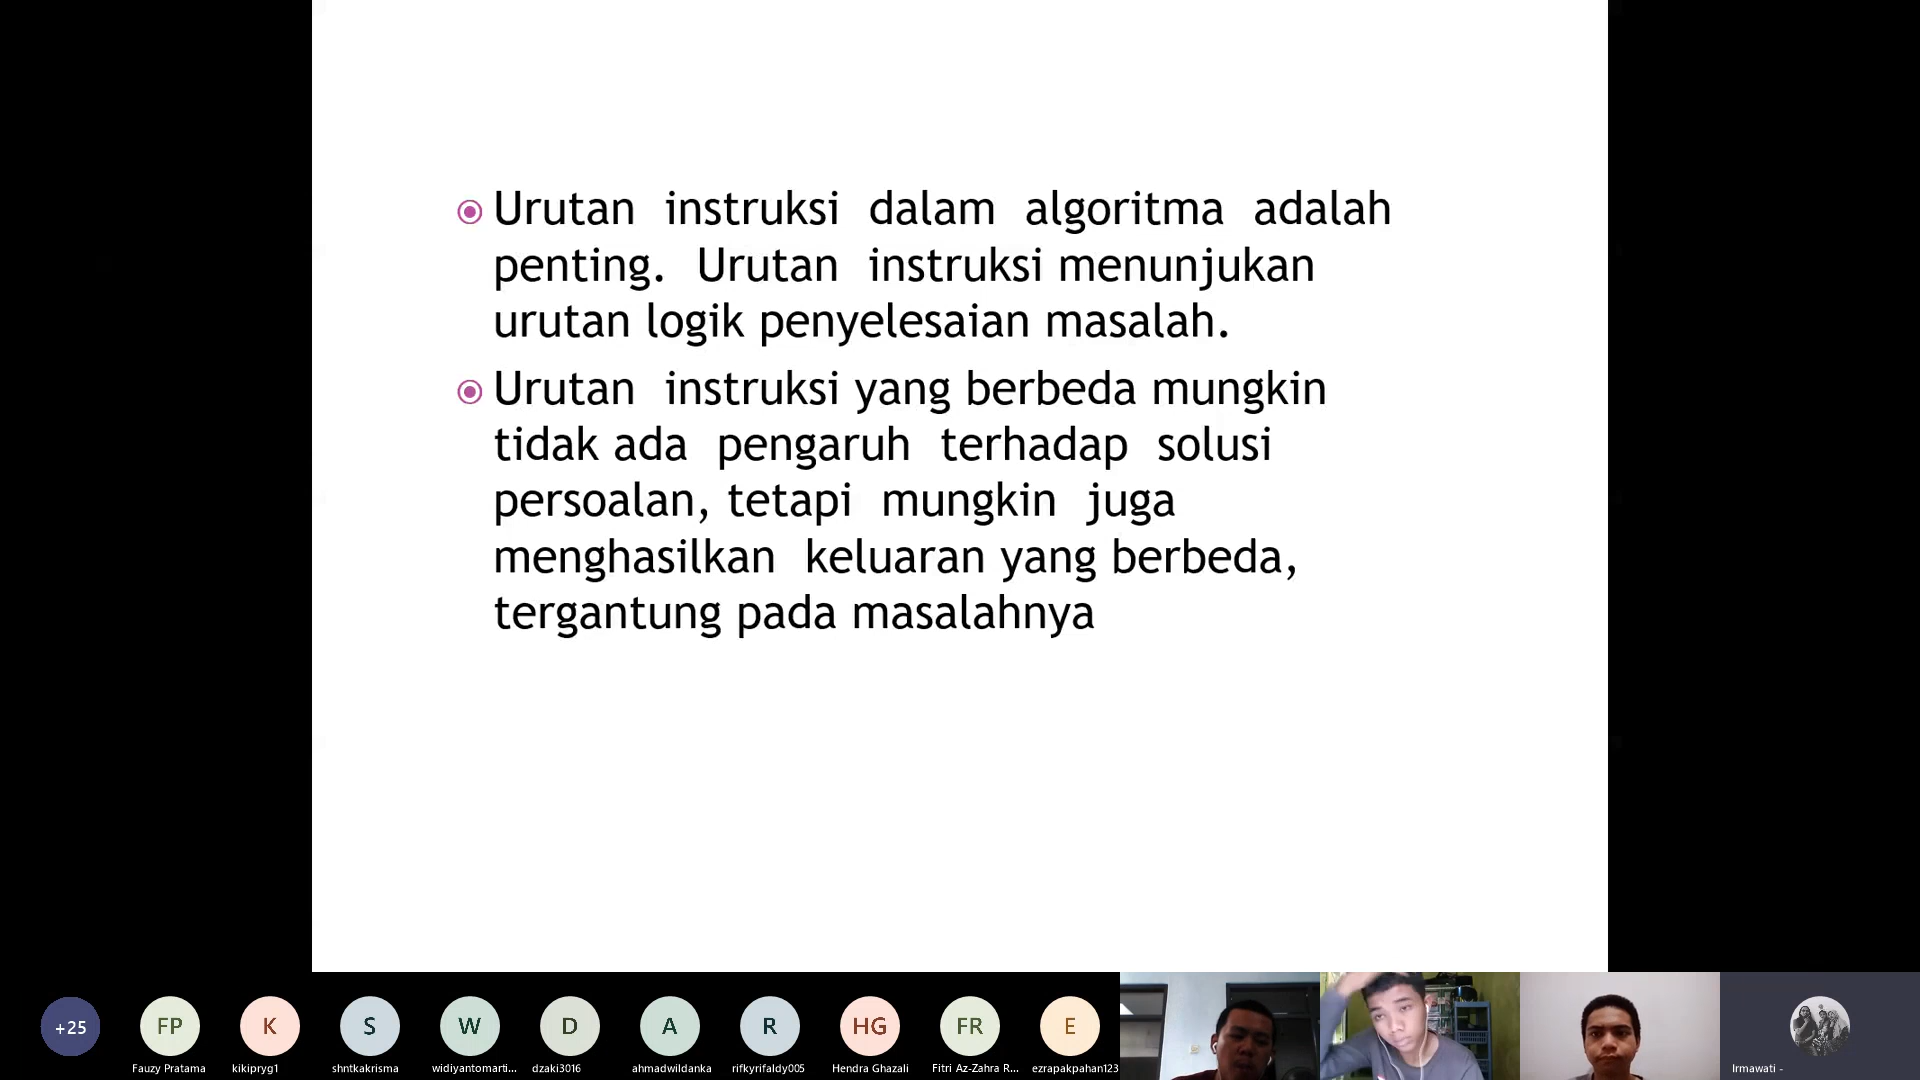 Urutan instruksi dalam algoritma adalah
penting. Urutan instruksi menunjukan
urutan logik penyelesaian masalah.
Urutan instruksi yang berbeda mungkin
tidak ada pengaruh terhadap solusi
persoalan, tetapi mungkin juga
menghasilkan keluaran yang berbeda,
tergantung pada masalahnya
+25
FP
K
S
W
D
A
R
HG
FR
E
Fauzy Pratama
kikipryg1
shntkakrisma
widiyantomarti...
dzaki3016
ahmadwildanka
rifkyrifaldy005
Hendra Ghazali
Fitri Az-Zahra R...
ezrapakpahan123
Irmawati -